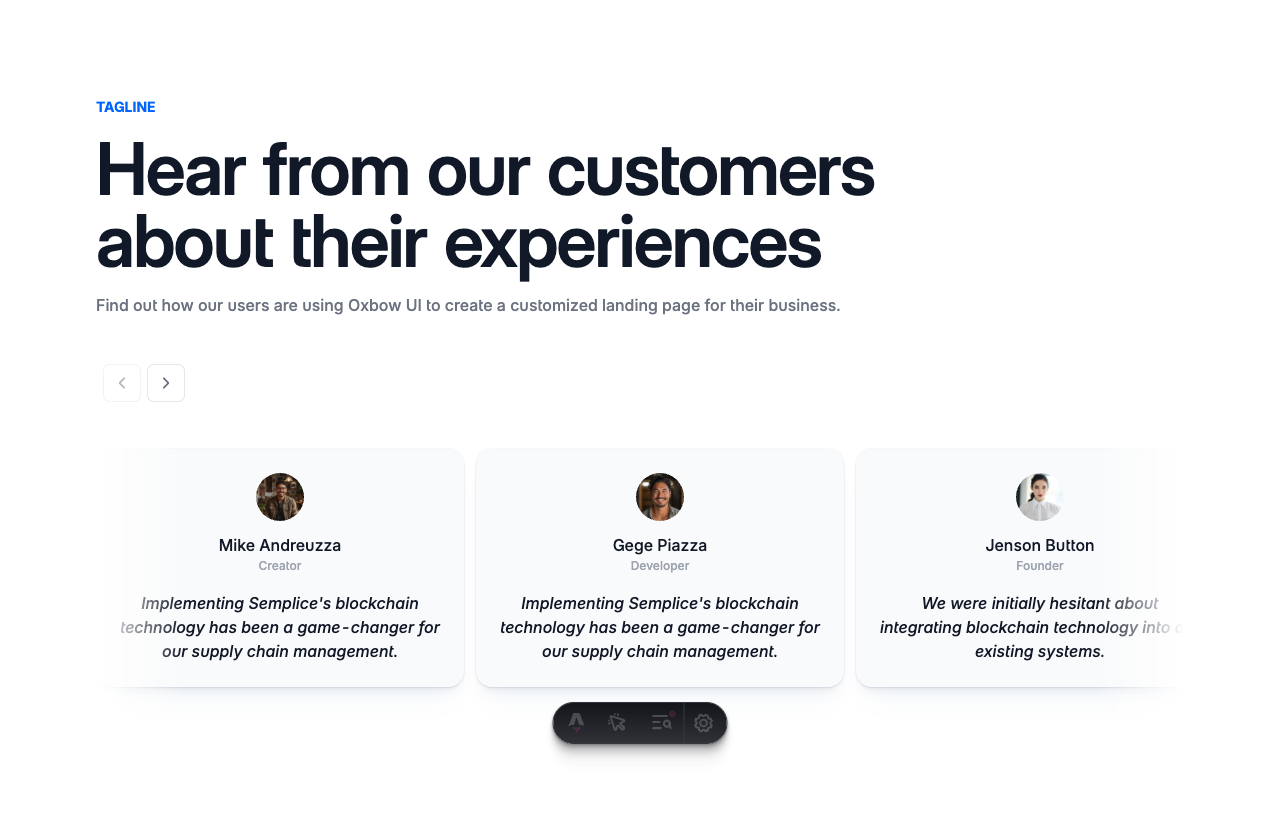 TAGLINE
Hear from our customers
about their experiences
Find out how our users are using Oxbow UI to create a customized landing page for their business.
Mike Andreuzza
Creator
Implementing Semplice's blockchain
technology has been a game-changer for
our supply chain management.
Gege Piazza
Developer
Implementing Semplice's blockchain
technology has been a game-changer for
our supply chain management.
Jenson Button
Founder
We were initially hesitant about
integrating blockchain technology into
existing systems.